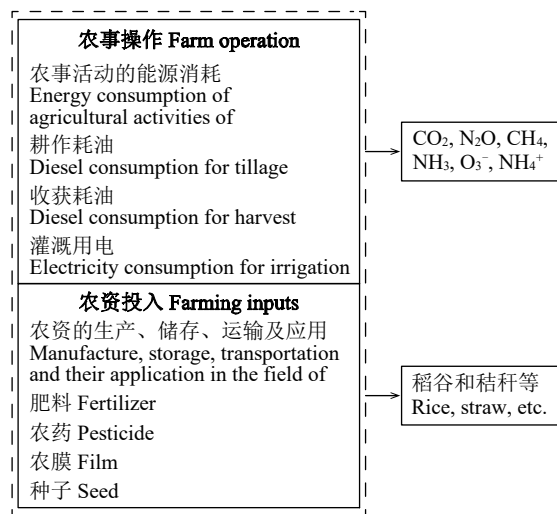 农事操作 Farm operation
农事活动的能源消耗
Energy consumption of
agricultural activities of
耕作耗油
Diesel consumption for tillage
收获耗油
Diesel consumption for harvest
灌溉用电
Electricity consumption for irrigation
农资投入 Farming inputs
农资的生产、储存、运输及应用
Manufacture, storage, transportation
and their application in the field of
肥料 Fertilizer
农药 Pesticide
农膜 Film
种子 Seed
CO₂, N₂O, CH₄,
NH₃, O₃⁻, NH₄⁺
稻谷和秸秆等
Rice, straw, etc.